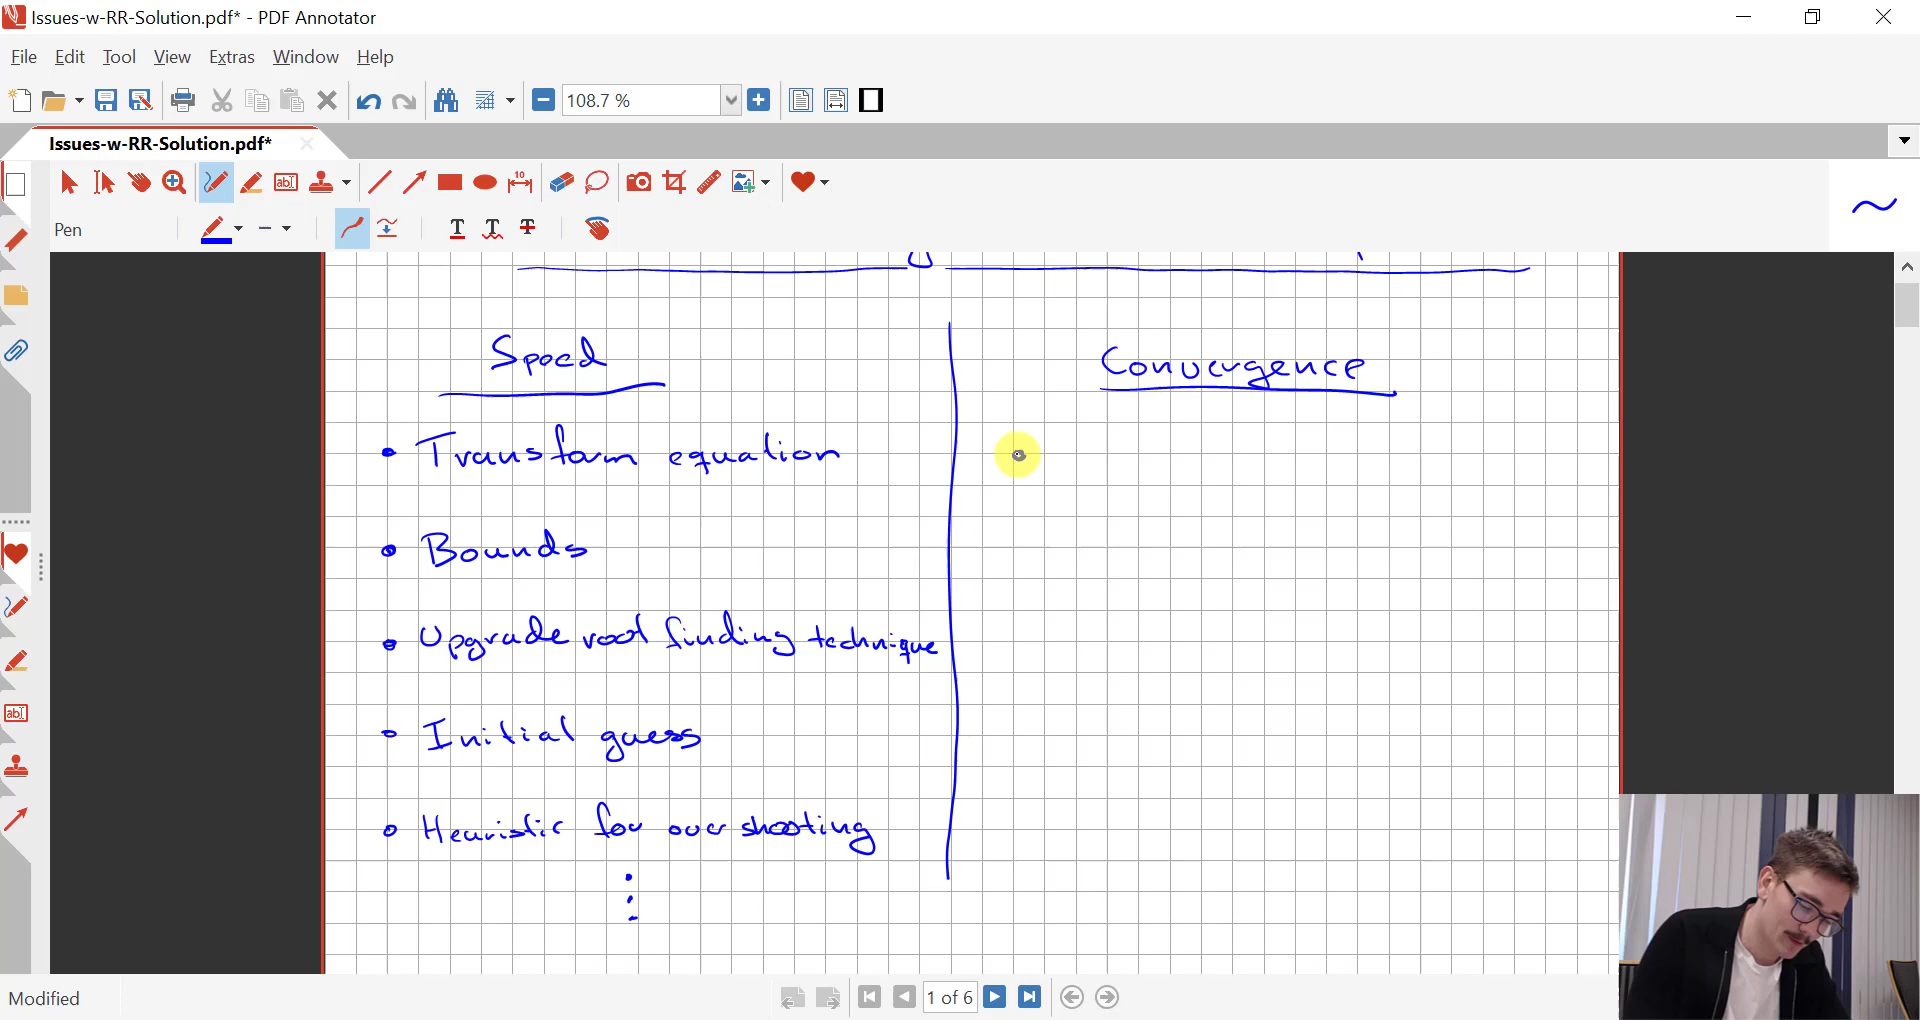 Issues-w-RR-Solution.pdf* - PDF Annotator
File Edit Tool View Extras Window Help
108.7 %
Issues-w-RR-Solution.pdf*
10
Pen
Speed
Convergence
• Transform equation
• Bounds
• Upgrade root finding technique
• Initial guess
• Heuristic for over shooting
⋮
Modified
1 of 6